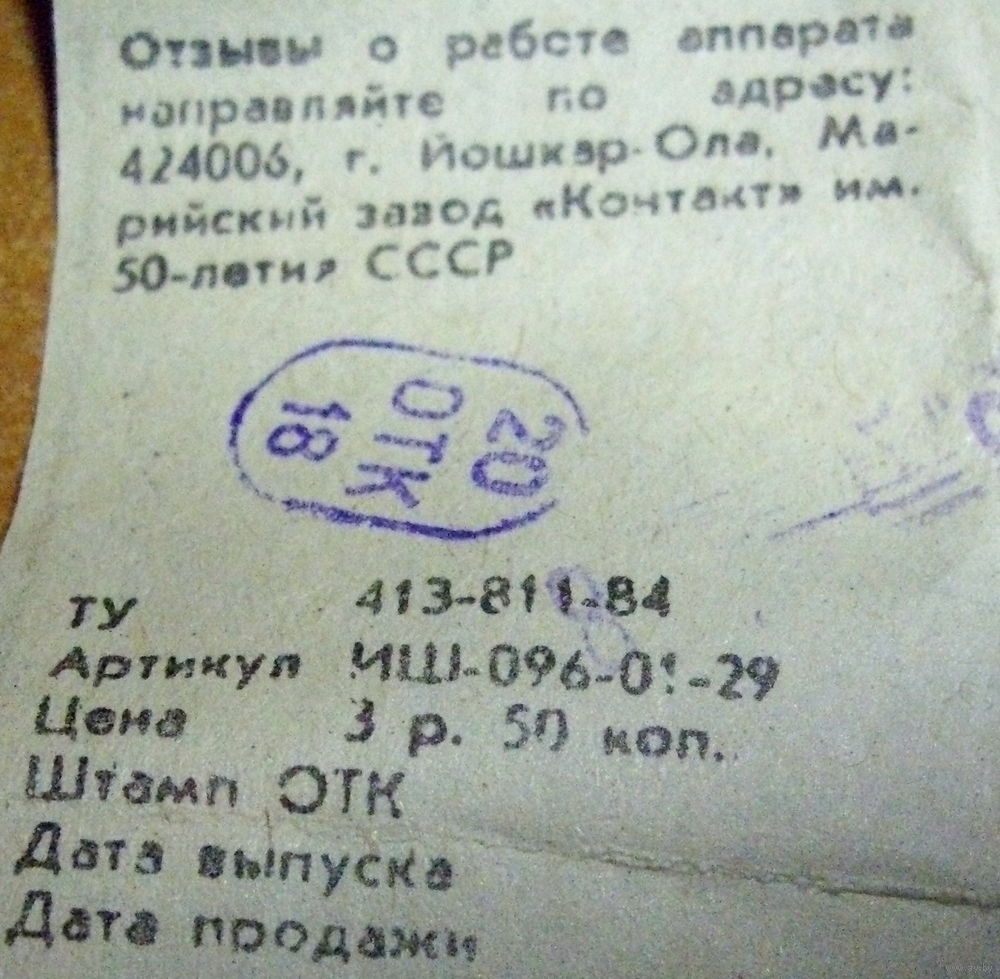 Отзывы о работе аппарата
направляйте по адресу:
424006, г. Йошкар-Ола, Ма-
рийский завод «Контакт» им.
50-летия СССР
20
ОТК
18
ТУ 413-811-84
Артикул ИШ-096-01-29
Цена 3 р. 50 коп.
Штамп ОТК
Дата выпуска
Дата продажи